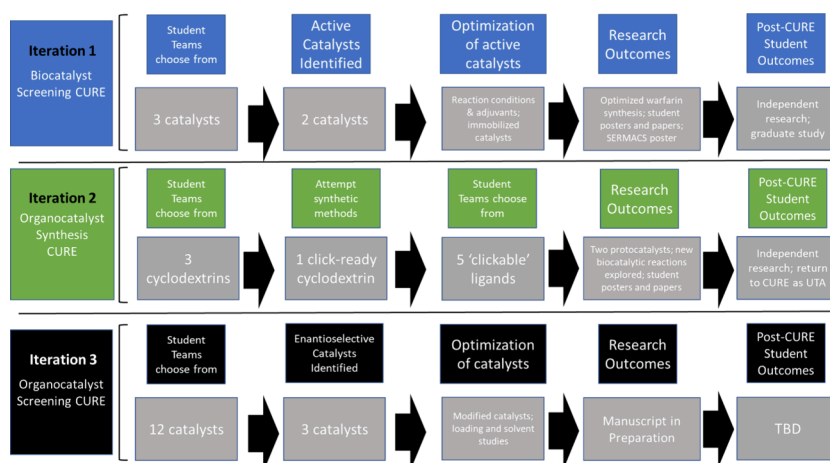 Iteration 1
Biocatalyst
Screening CURE
Student
Teams
choose from
Active
Catalysts
Identified
Optimization
of active
catalysts
Research
Outcomes
Post-CURE
Student
Outcomes
3 catalysts
2 catalysts
Reaction conditions
& adjuvants;
immobilized
catalysts
Optimized warfarin
synthesis; student
posters and papers;
SERMACS poster
Independent
research;
graduate study
Iteration 2
Organocatalyst
Synthesis
CURE
Student
Teams
choose from
Attempt
synthetic
methods
Student
Teams choose
from
Research
Outcomes
Post-CURE
Student
Outcomes
3
cyclodextrins
1 click-ready
cyclodextrin
5 ‘clickable’
ligands
Two protocatalysts; new
biocatalytic reactions
explored; student
posters and papers
Independent
research; return
to CURE as UTA
Iteration 3
Organocatalyst
Screening CURE
Student
Teams
choose from
Enantioselective
Catalysts
Identified
Optimization
of catalysts
Research
Outcomes
Post-CURE
Student
Outcomes
12 catalysts
3 catalysts
Modified catalysts;
loading and solvent
studies
Manuscript in
Preparation
TBD